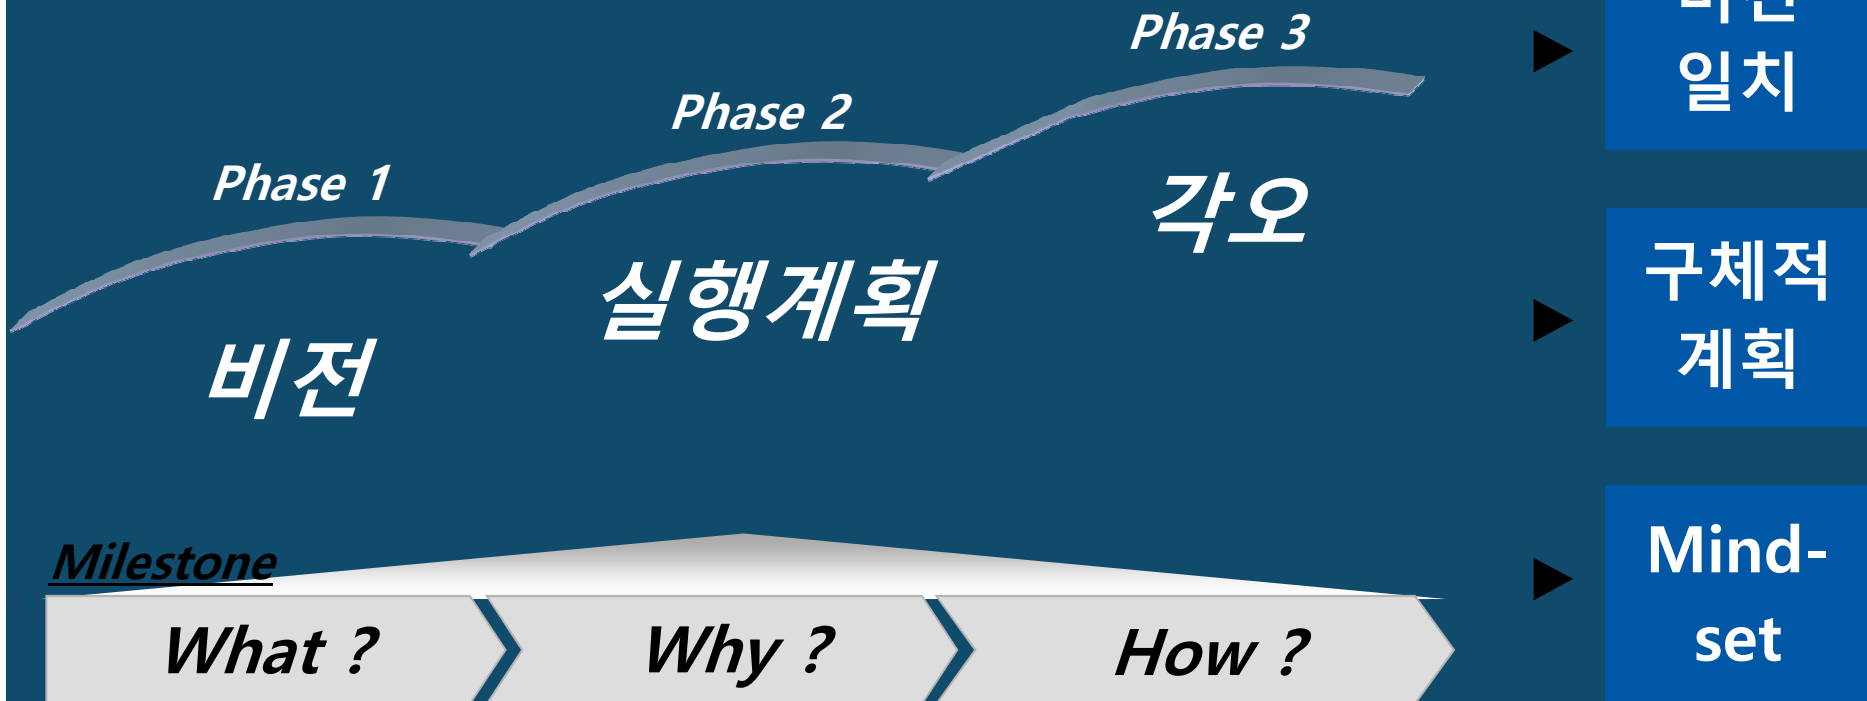 Phase 1
비전
Phase 2
실행계획
Phase 3
각오
Milestone
What ?
Why ?
How ?
일치
구체적
계획
Mind-
set